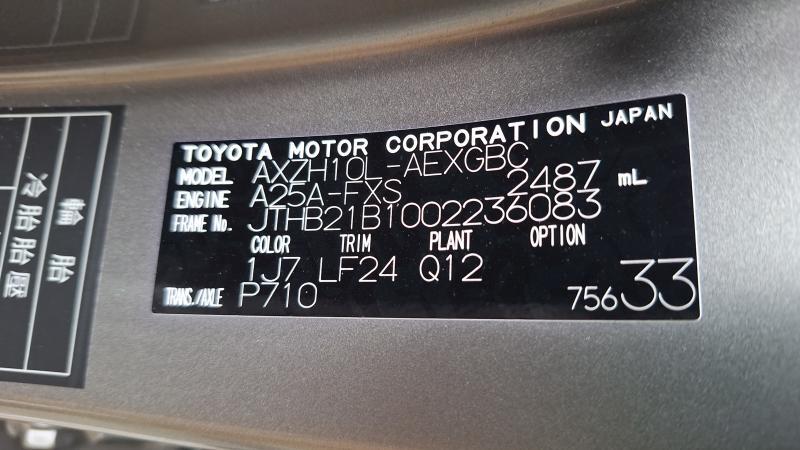 TOYOTA MOTOR CORPORATION JAPAN
MODEL AXZH10L-AEXGBC
ENGINE A25A-FXS 2487 mL
FRAME No. JTHB21B1002236083
COLOR TRIM PLANT OPTION
1J7 LF24 Q12
TRANS./AXLE P710
75633
輪胎
冷胎胎壓